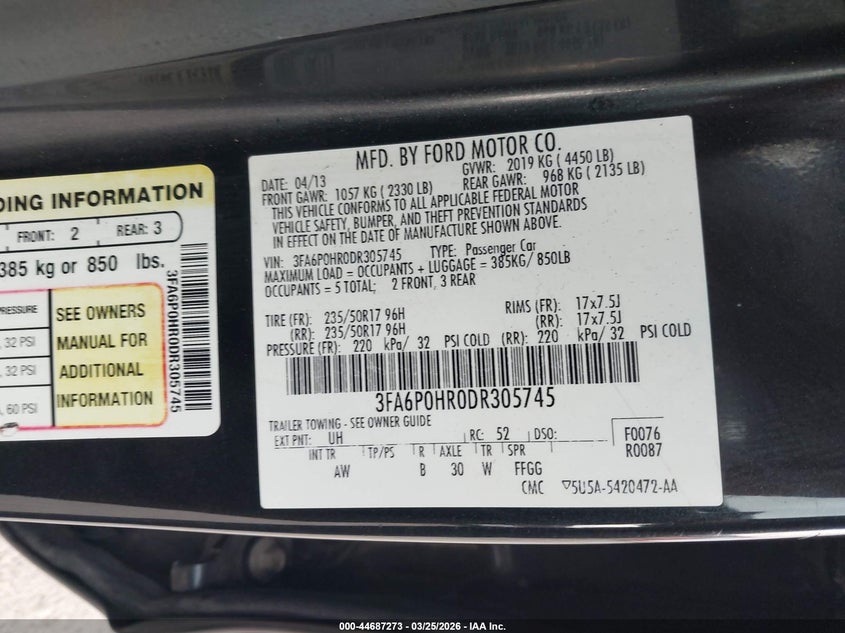 DING INFORMATION
FRONT: 2 REAR: 3
385 kg or 850 lbs.
PRESSURE
, 32 PSI
, 32 PSI
, 60 PSI
SEE OWNERS
MANUAL FOR
ADDITIONAL
INFORMATION
3FA6P0HR0DR305745
MFD. BY FORD MOTOR CO.
DATE: 04/13 GVWR: 2019 KG ( 4450 LB)
FRONT GAWR: 1057 KG ( 2330 LB) REAR GAWR: 968 KG ( 2135 LB)
THIS VEHICLE CONFORMS TO ALL APPLICABLE FEDERAL MOTOR
VEHICLE SAFETY, BUMPER, AND THEFT PREVENTION STANDARDS
IN EFFECT ON THE DATE OF MANUFACTURE SHOWN ABOVE.
VIN: 3FA6P0HR0DR305745 TYPE: Passenger Car
MAXIMUM LOAD = OCCUPANTS + LUGGAGE = 385KG/ 850LB
OCCUPANTS = 5 TOTAL; 2 FRONT, 3 REAR
TIRE (FR): 235/50R17 96H RIMS (FR): 17x7.5J
(RR): 235/50R17 96H (RR): 17x7.5J
PRESSURE (FR): 220 kPa/ 32 PSI COLD (RR): 220 kPa/ 32 PSI COLD
3FA6P0HR0DR305745
TRAILER TOWING - SEE OWNER GUIDE
EXT PNT: UH RC: 52 DSO: F0076
R0087
INT TR TP/PS R AXLE TR SPR
AW B 30 W FFGG
CMC ▽5U5A-5420472-AA
000-44687273 — 03/25/2026 — IAA Inc.